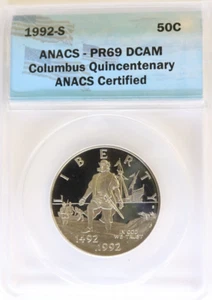 1992-S 50C
ANACS - PR69 DCAM
Columbus Quincentenary
ANACS Certified
LIBERTY
1492
IN GOD
WE TRUST
1992